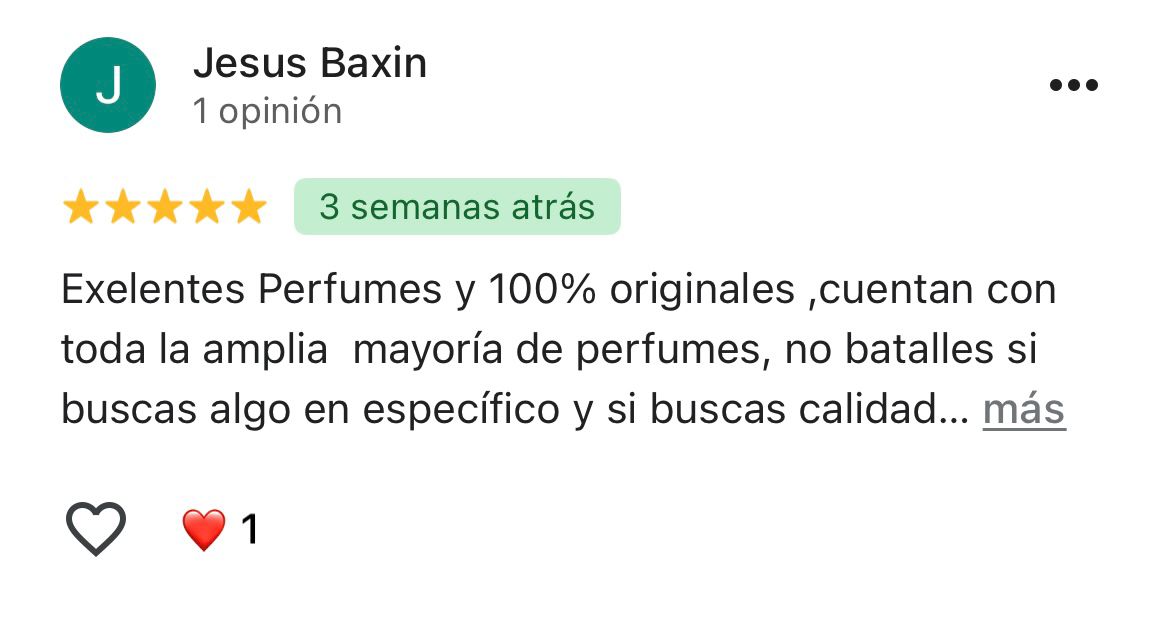 J
Jesus Baxin
1 opinión
3 semanas atrás
Exelentes Perfumes y 100% originales ,cuentan con
toda la amplia  mayoría de perfumes, no batalles si
buscas algo en específico y si buscas calidad... más
1